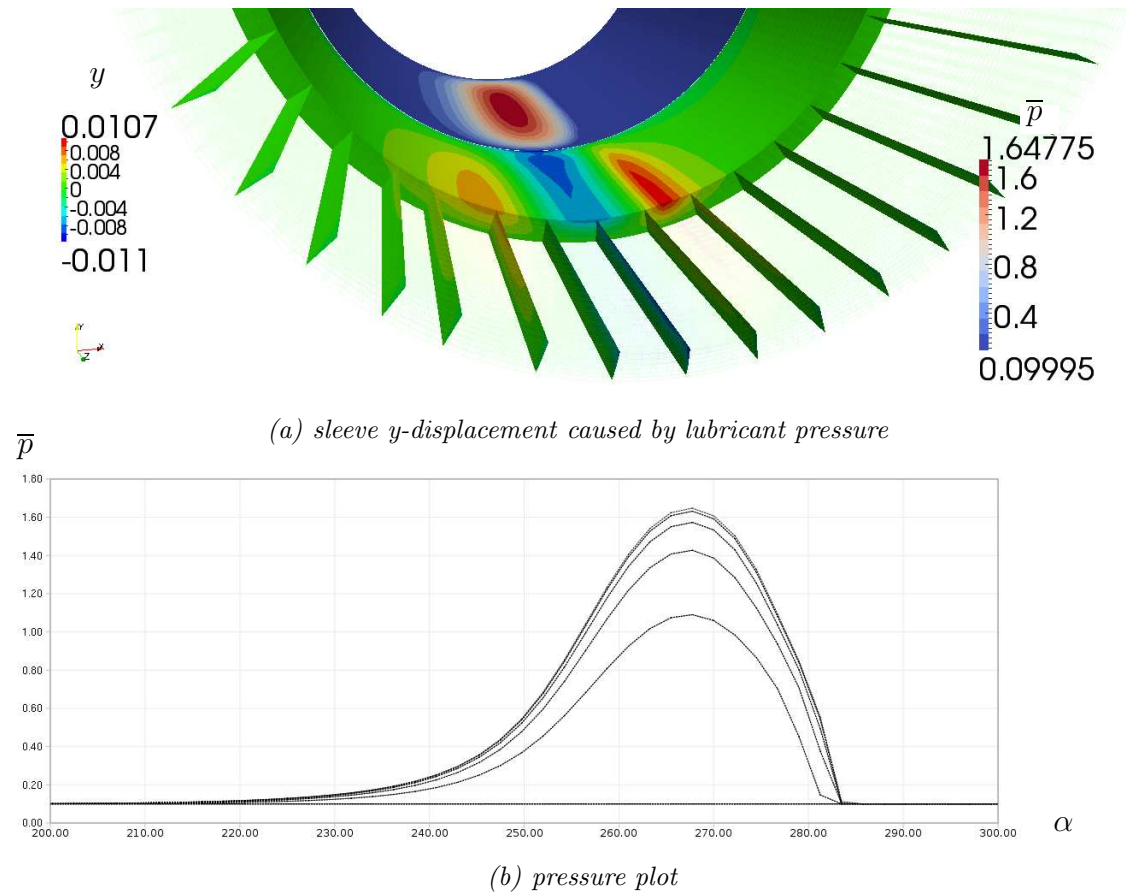 y
0.0107
0.008
0.004
0
-0.004
-0.008
-0.011
p̅
1.64775
1.6
1.2
0.8
0.4
0.09995
Y
X
Z
(a) sleeve y-displacement caused by lubricant pressure
p̅
1.80
1.60
1.40
1.20
1.00
0.80
0.60
0.40
0.20
0.00
200.00 210.00 220.00 230.00 240.00 250.00 260.00 270.00 280.00 290.00 300.00
α
(b) pressure plot